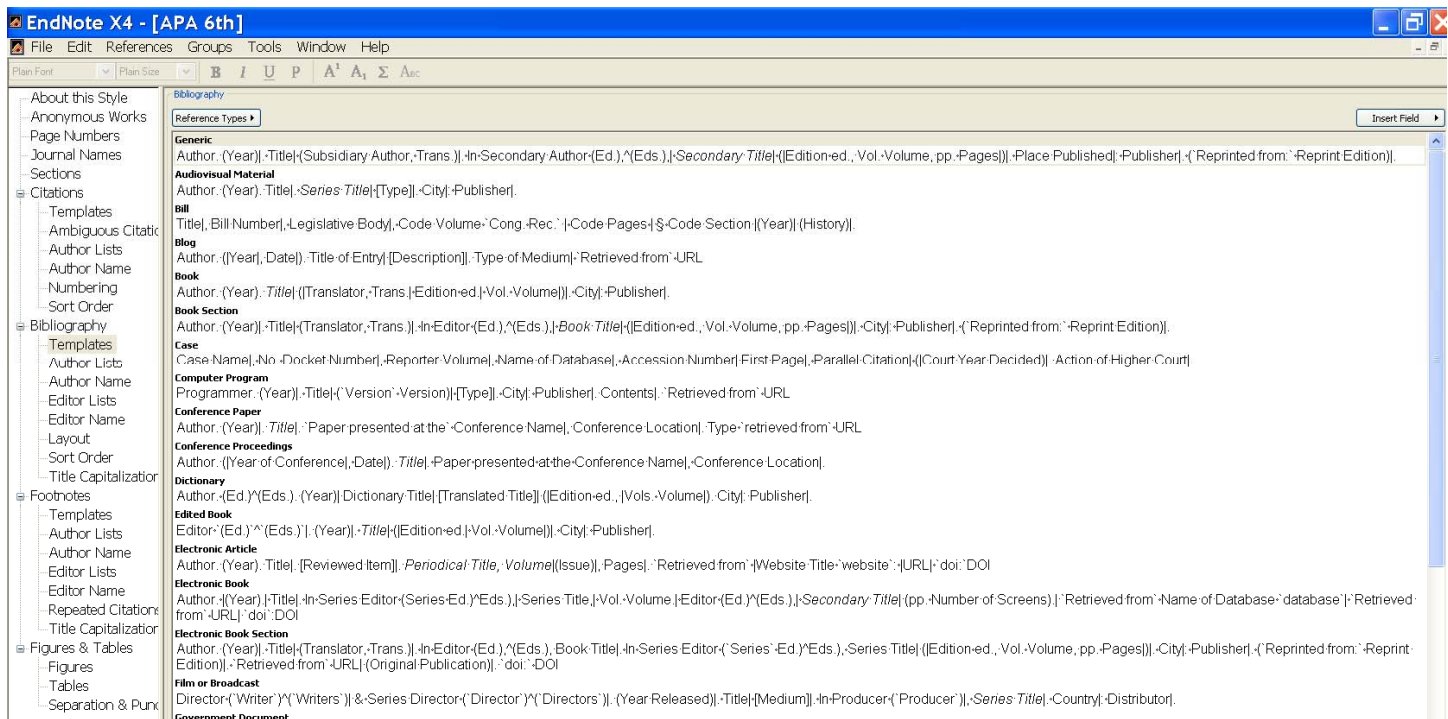 EndNote X4 - [APA 6th]
File Edit References Groups Tools Window Help
Plain Font Plain Size B I U P A¹ A₁ Σ ABC
About this Style
Anonymous Works
Page Numbers
Journal Names
Sections
Citations
Templates
Ambiguous Citatic
Author Lists
Author Name
Numbering
Sort Order
Bibliography
Templates
Author Lists
Author Name
Editor Lists
Editor Name
Layout
Sort Order
Title Capitalization
Footnotes
Templates
Author Lists
Author Name
Editor Lists
Editor Name
Repeated Citations
Title Capitalization
Figures & Tables
Figures
Tables
Separation & Punc
Bibliography
Reference Types
Insert Field
Generic
Author.·(Year)|.·Title|·(Subsidiary·Author,·Trans.)|.·In·Secondary·Author·(Ed.),^(Eds.),|·Secondary·Title|·(|Edition·ed.,·Vol.·Volume,·pp.·Pages|)|.·Place·Published|:·Publisher|.·(`Reprinted·from:`·Reprint·Edition)|.
Audiovisual Material
Author.·(Year).·Title|.·Series·Title|·[Type]|.·City|:·Publisher|.
Bill
Title|,·Bill·Number|,·Legislative·Body|,·Code·Volume·`Cong.·Rec.`·|·Code·Pages·|·§·Code·Section·|(Year)|·(History)|.
Blog
Author.·(|Year|,·Date|).·Title·of·Entry|·[Description]|.·Type·of·Medium|·`Retrieved·from`·URL
Book
Author.·(Year).·Title|·(|Translator,·Trans.|·Edition·ed.|·Vol.·Volume|)|.·City|:·Publisher|.
Book Section
Author.·(Year)|.·Title|·(Translator,·Trans.)|.·In·Editor·(Ed.),^(Eds.),|·Book·Title|·(|Edition·ed.,·Vol.·Volume,·pp.·Pages|)|.·City|:·Publisher|.·(`Reprinted·from:`·Reprint·Edition)|.
Case
Case·Name|,·No.·Docket·Number|,·Reporter·Volume|,·Name·of·Database|,·Accession·Number|·First·Page|,·Parallel·Citation|·(|Court·Year·Decided)|·Action·of·Higher·Court|
Computer Program
Programmer.·(Year)|.·Title|·(`Version`·Version)|·[Type]|.·City|:·Publisher|.·Contents|.·`Retrieved·from`·URL
Conference Paper
Author.·(Year)|.·Title|.·`Paper·presented·at·the`·Conference·Name|,·Conference·Location|.·Type·`retrieved·from`·URL
Conference Proceedings
Author.·(|Year·of·Conference|,·Date|).·Title|.·Paper·presented·at·the·Conference·Name|,·Conference·Location|.
Dictionary
Author.·(Ed.)^(Eds.).·(Year)|·Dictionary·Title|·[Translated·Title]|·(|Edition·ed.,·|Vols.·Volume|).·City|:·Publisher|.
Edited Book
Editor·`(Ed.)`^`(Eds.)`|.·(Year)|.·Title|·(|Edition·ed.|·Vol.·Volume|)|.·City|:·Publisher|.
Electronic Article
Author.·(Year).·Title|.·[Reviewed·Item]|.·Periodical·Title,·Volume|(Issue)|,·Pages|.·`Retrieved·from`·|Website·Title·`website`:·|URL|·`doi:`DOI
Electronic Book
Author.·|(Year).|·Title|.·In·Series·Editor·(Series·Ed.)^Eds.),|·Series·Title,|·Vol.·Volume.|·Editor·(Ed.)^(Eds.),|·Secondary·Title|·(pp.·Number·of·Screens).|·`Retrieved·from`·Name·of·Database·`database`|·`Retrieved·
from`·URL|·`doi`:DOI
Electronic Book Section
Author.·(Year)|.·Title|·(Translator,·Trans.)|.·In·Editor·(Ed.),^(Eds.),·Book·Title|.·In·Series·Editor·(`Series`·Ed.)^Eds.),·Series·Title|·(|Edition·ed.,·Vol.·Volume,·pp.·Pages|)|.·City|:·Publisher|.·(`Reprinted·from:`·Reprint·
Edition)|.·`Retrieved·from`·URL|·(Original·Publication)|.·`doi:`·DOI
Film or Broadcast
Director·(`Writer`)^(`Writers`)|·&·Series·Director·(`Director`)^(`Directors`)|.·(Year·Released)|.·Title|·[Medium]|.·In·Producer·(`Producer`)|,·Series·Title|.·Country|:·Distributor|.
Government Document